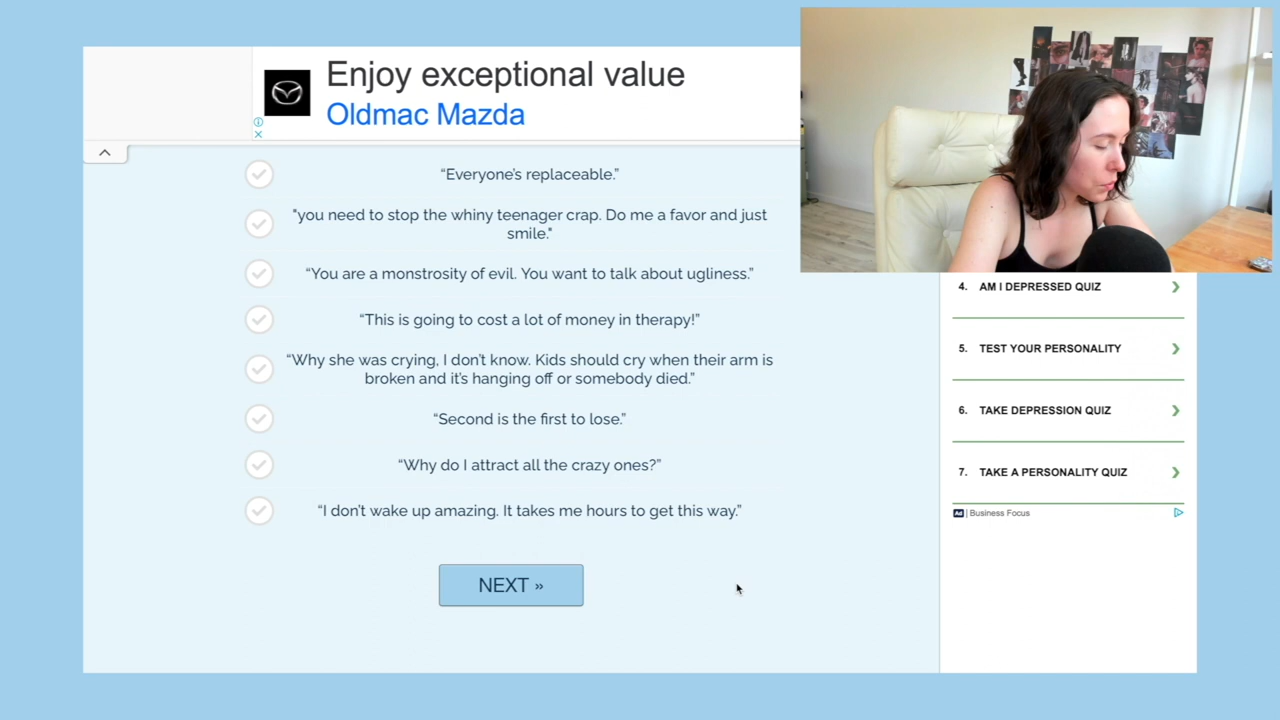 Enjoy exceptional value
Oldmac Mazda
“Everyone’s replaceable.”
"you need to stop the whiny teenager crap. Do me a favor and just
smile."
“You are a monstrosity of evil. You want to talk about ugliness.”
“This is going to cost a lot of money in therapy!”
“Why she was crying, I don’t know. Kids should cry when their arm is
broken and it’s hanging off or somebody died.”
“Second is the first to lose.”
“Why do I attract all the crazy ones?”
“I don’t wake up amazing. It takes me hours to get this way.”
NEXT »
4. AM I DEPRESSED QUIZ
5. TEST YOUR PERSONALITY
6. TAKE DEPRESSION QUIZ
7. TAKE A PERSONALITY QUIZ
Ad | Business Focus